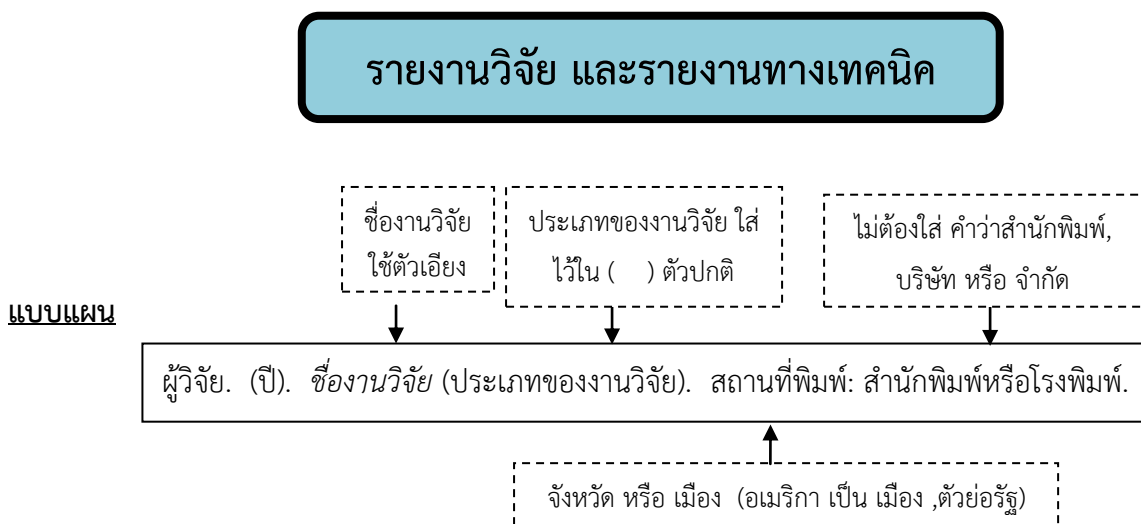 รายงานวิจัย และรายงานทางเทคนิค
ชื่องานวิจัย
ใช้ตัวเอียง
ประเภทของงานวิจัย ใส่
ไว้ใน (    ) ตัวปกติ
ไม่ต้องใส่ คำว่าสำนักพิมพ์,
บริษัท หรือ จำกัด
แบบแผน
ผู้วิจัย.  (ปี).  ชื่องานวิจัย (ประเภทของงานวิจัย).  สถานที่พิมพ์: สำนักพิมพ์หรือโรงพิมพ์.
จังหวัด หรือ เมือง  (อเมริกา เป็น เมือง ,ตัวย่อรัฐ)